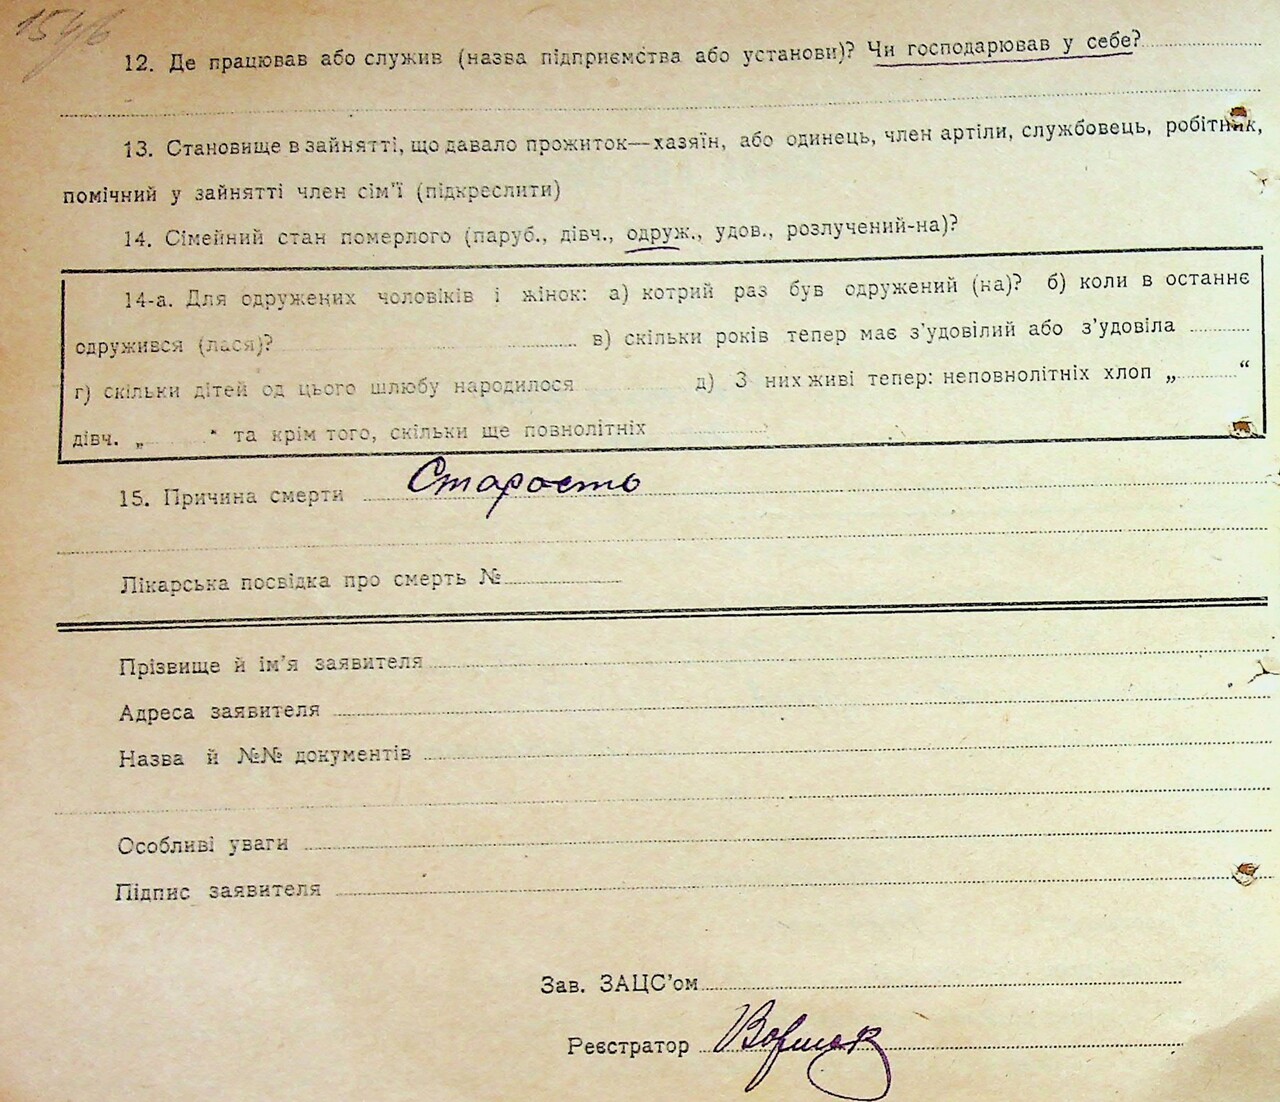 154/б
12. Де працював або служив (назва підприємства або установи)? Чи господарював у себе?
13. Становище в зайнятті, що давало прожиток—хазяїн, або одинець, член артіли, службовець, робітник,
помічний у зайнятті член сім'ї (підкреслити)
14. Сімейний стан померлого (паруб., дівч., одруж., удов., розлучений-на)?
14-а. Для одружених чоловіків і жінок: а) котрий раз був одружений (на)? б) коли в останнє
одружився (лася)? в) скільки років тепер має з'удовілий або з'удовіла
г) скільки дітей од цього шлюбу народилося д) З них живі тепер: неповнолітніх хлоп „ “
дівч. „ “ та крім того, скільки ще повнолітніх
15. Причина смерти Старость
Лікарська посвідка про смерть №
Прізвище й ім'я заявителя
Адреса заявителя
Назва й №№ документів
Особливі уваги
Підпис заявителя
Зав. ЗАЦС'ом
Реєстратор